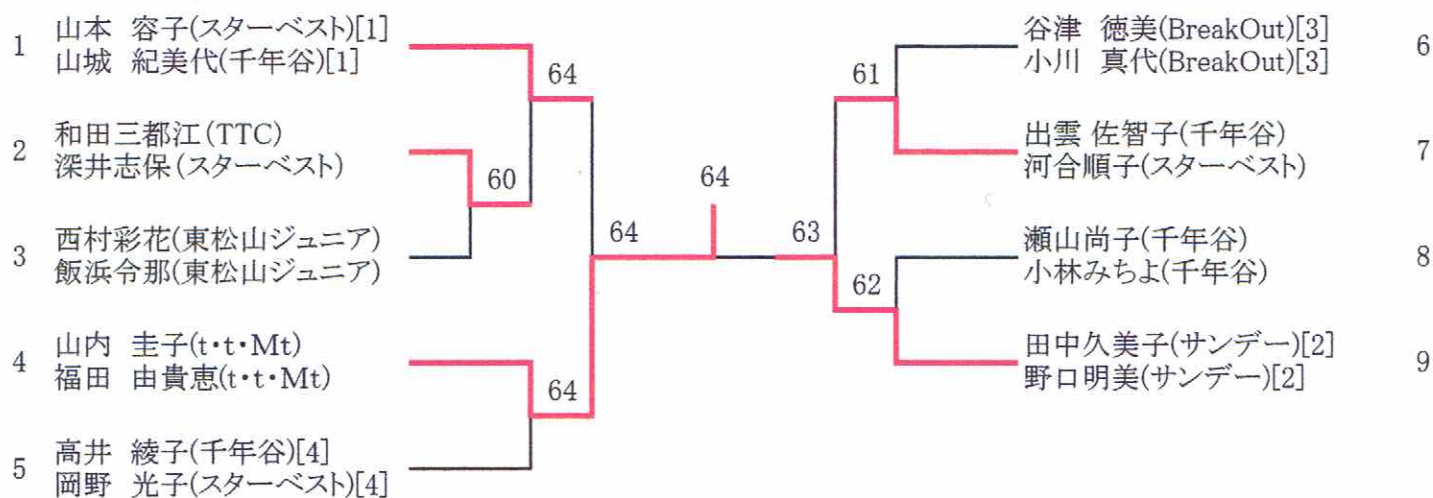 1
山本 容子(スターベスト)[1]
山城 紀美代(千年谷)[1]
2
和田三都江(TTC)
深井志保(スターベスト)
3
西村彩花(東松山ジュニア)
飯浜令那(東松山ジュニア)
4
山内 圭子(t・t・Mt)
福田 由貴恵(t・t・Mt)
5
高井 綾子(千年谷)[4]
岡野 光子(スターベスト)[4]
64
60
64
64
64
63
61
62
谷津 徳美(BreakOut)[3]
小川 真代(BreakOut)[3]
6
出雲 佐智子(千年谷)
河合順子(スターベスト)
7
瀬山尚子(千年谷)
小林みちよ(千年谷)
8
田中久美子(サンデー)[2]
野口明美(サンデー)[2]
9